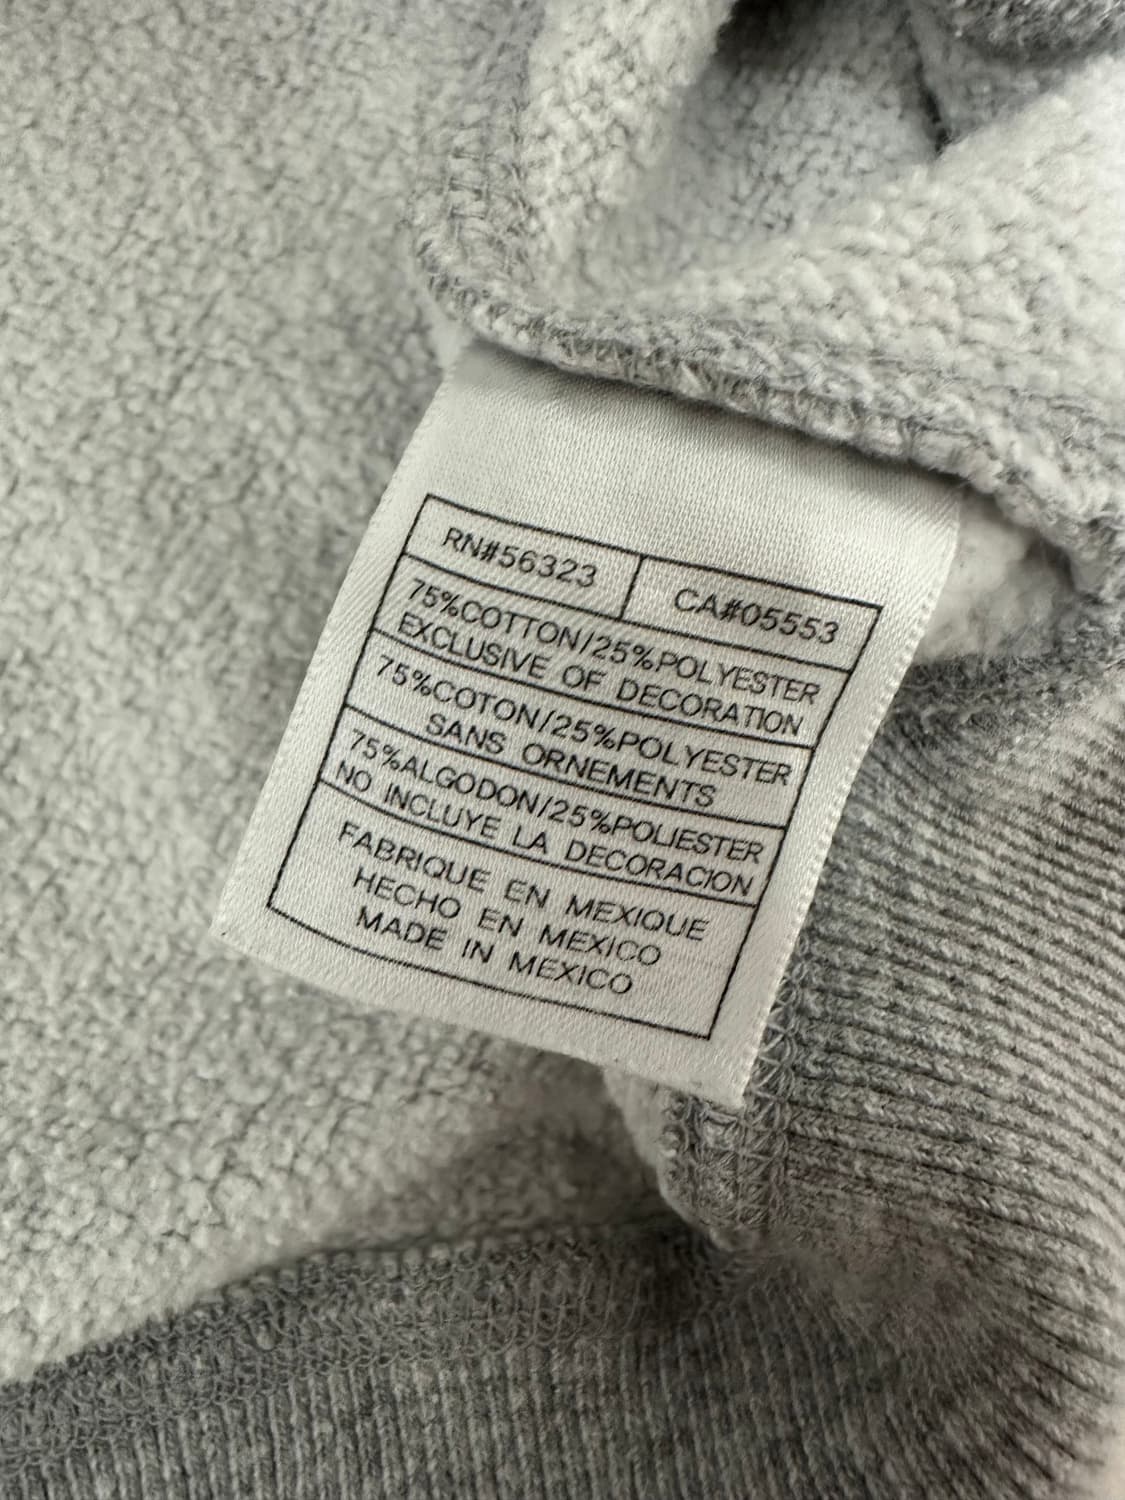 RN#56323 CA#05553
75%COTTON/25%POLYESTER
EXCLUSIVE OF DECORATION
75%COTON/25%POLYESTER
SANS ORNEMENTS
75%ALGODON/25%POLIESTER
NO INCLUYE LA DECORACION
FABRIQUE EN MEXIQUE
HECHO EN MEXICO
MADE IN MEXICO